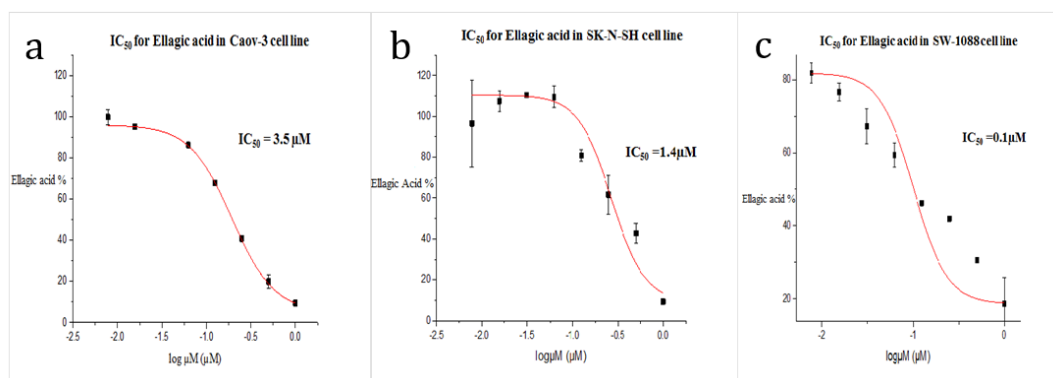 a
IC50 for Ellagic acid in Caov-3 cell line
120
100
80
60
40
20
0
Ellagic acid %
IC50 = 3.5 μM
-2.5 -2.0 -1.5 -1.0 -0.5 0.0
log μM (μM)
b
IC50 for Ellagic acid in SK-N-SH cell line
120
100
80
60
40
20
0
Ellagic Acid %
IC50 =1.4μM
-2.5 -2.0 -1.5 -1.0 -0.5 0.0
logμM (μM)
c
IC50 for Ellagic acid in SW-1088cell line
80
60
40
20
Ellagic acid %
IC50 =0.1μM
-2 -1 0
logμM (μM)